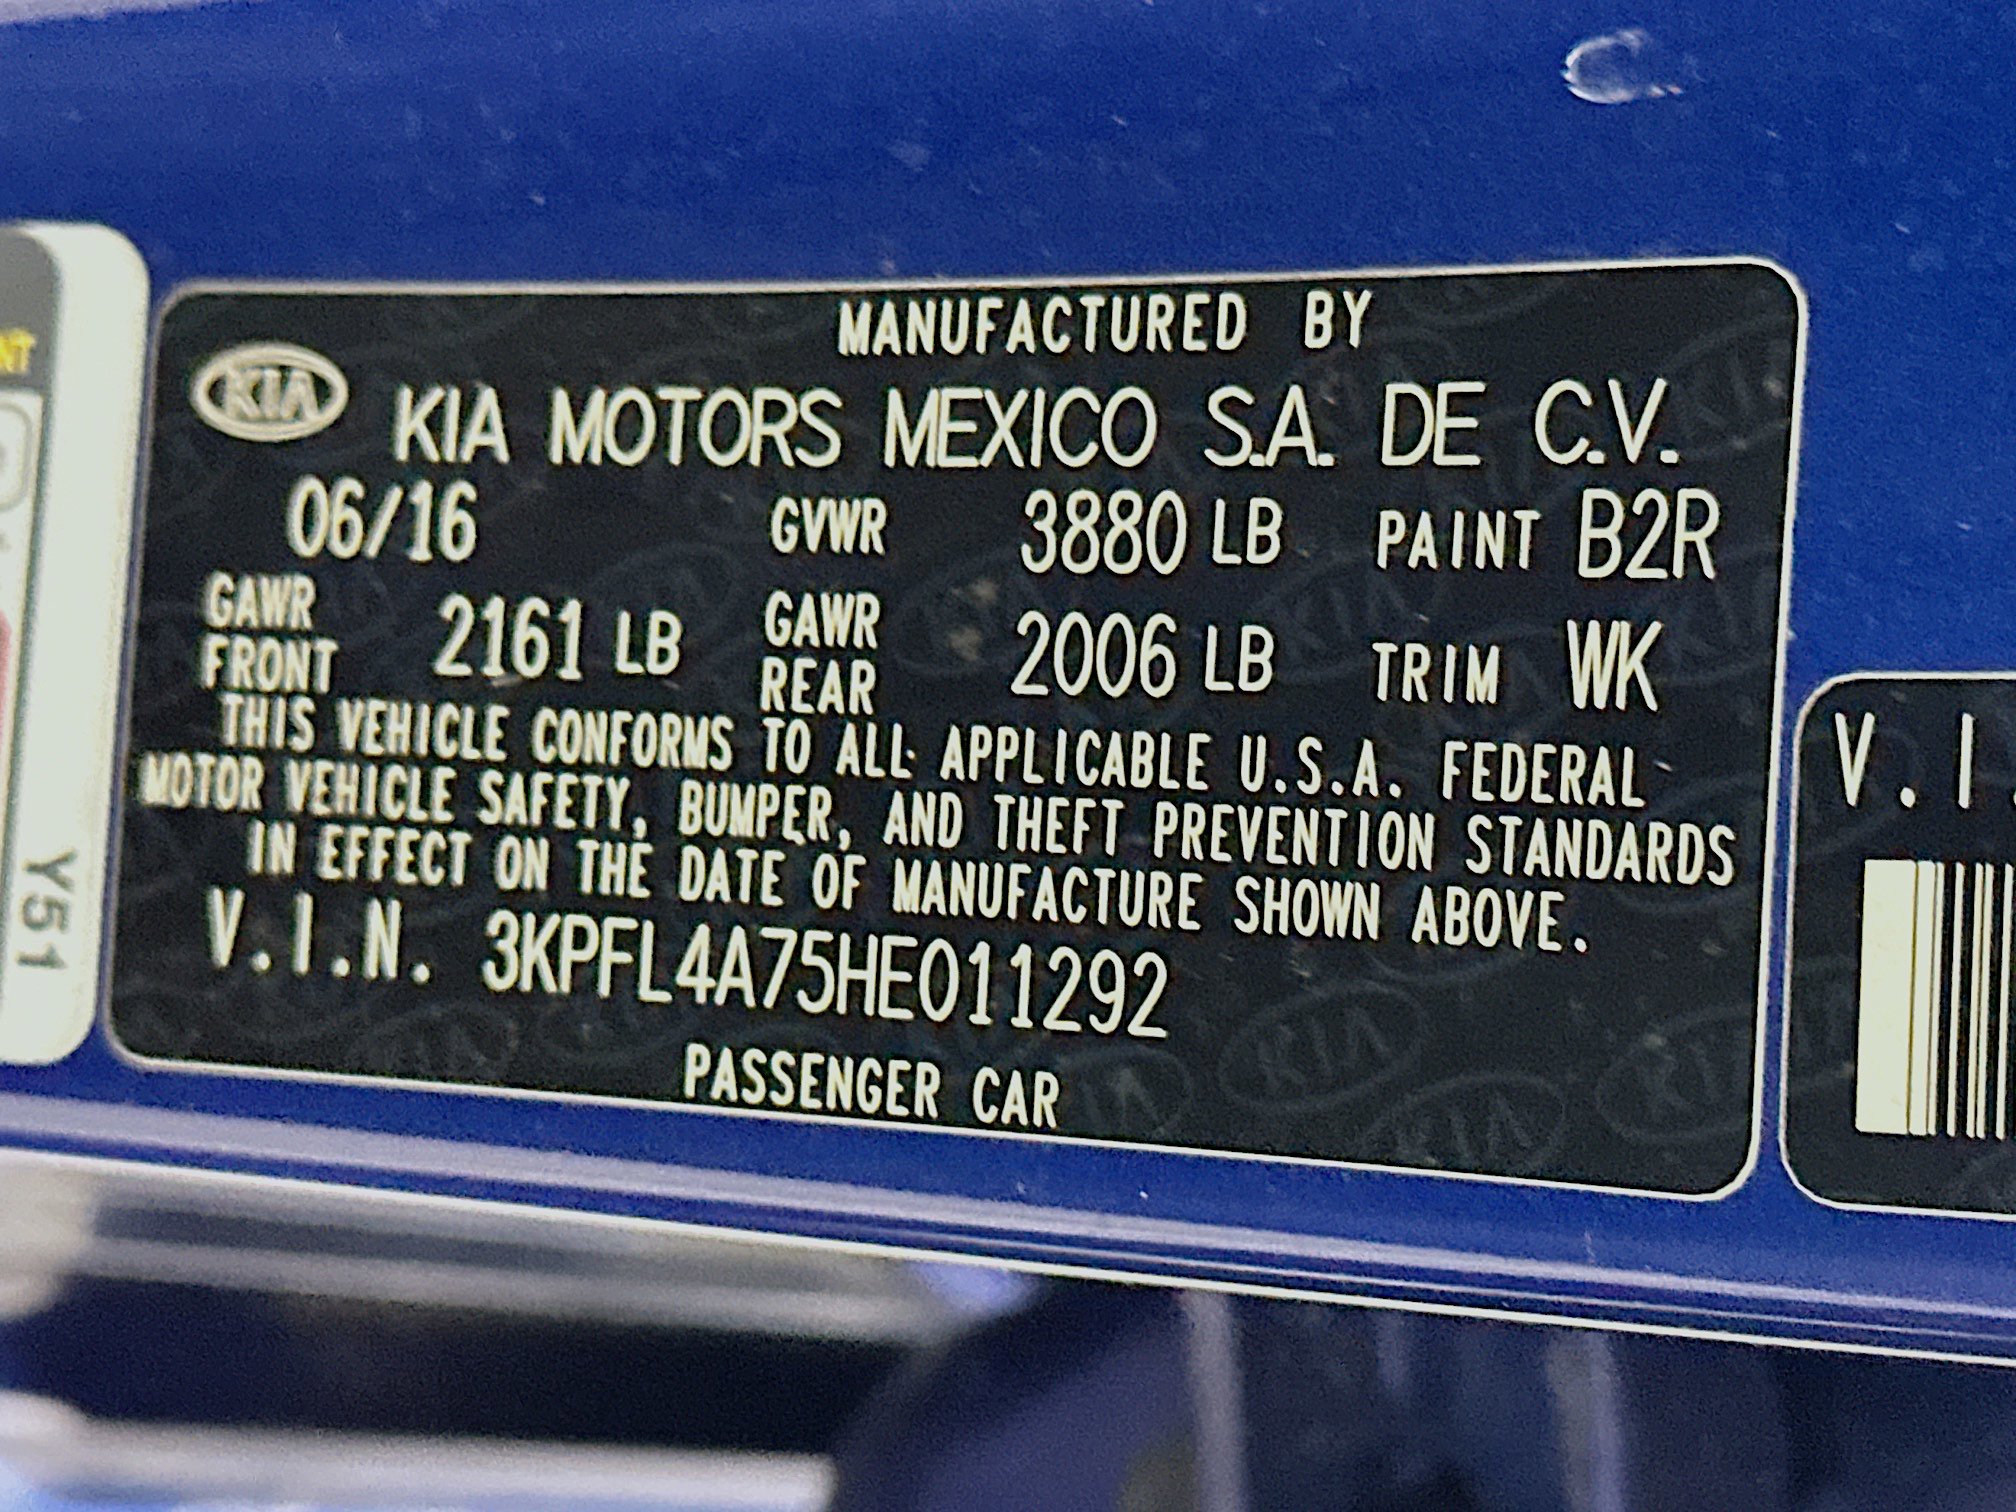 MANUFACTURED BY
KIA KIA MOTORS MEXICO S.A. DE C.V.
06/16 GVWR 3880 LB PAINT B2R
GAWR FRONT 2161 LB GAWR REAR 2006 LB TRIM WK
THIS VEHICLE CONFORMS TO ALL APPLICABLE U.S.A. FEDERAL
MOTOR VEHICLE SAFETY, BUMPER, AND THEFT PREVENTION STANDARDS
IN EFFECT ON THE DATE OF MANUFACTURE SHOWN ABOVE.
V.I.N. 3KPFL4A75HE011292
PASSENGER CAR
V.I.
NT
Y51